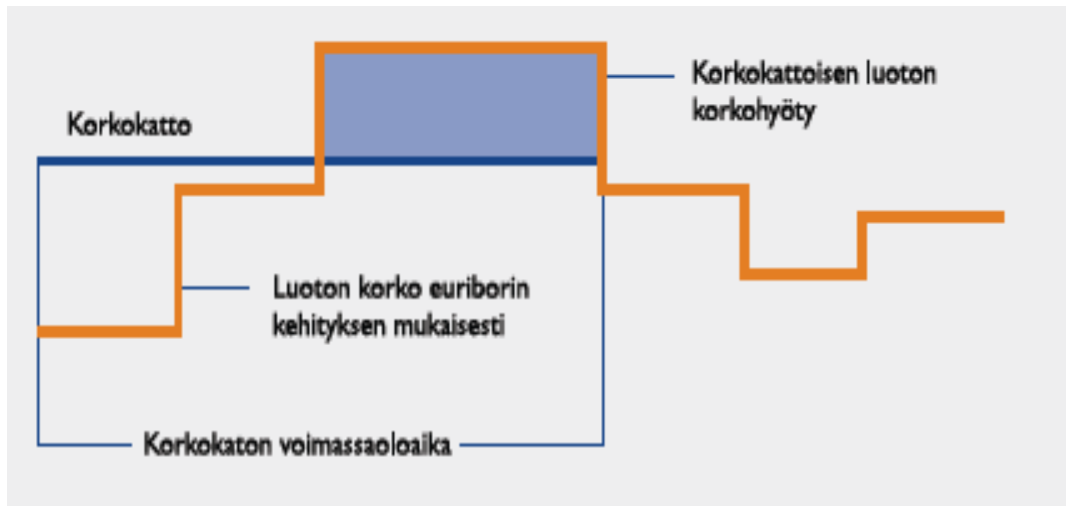 Korkokattoisen luoton
korkohyöty
Korkokatto
Luoton korko euriborin
kehityksen mukaisesti
Korkokaton voimassaoloaika